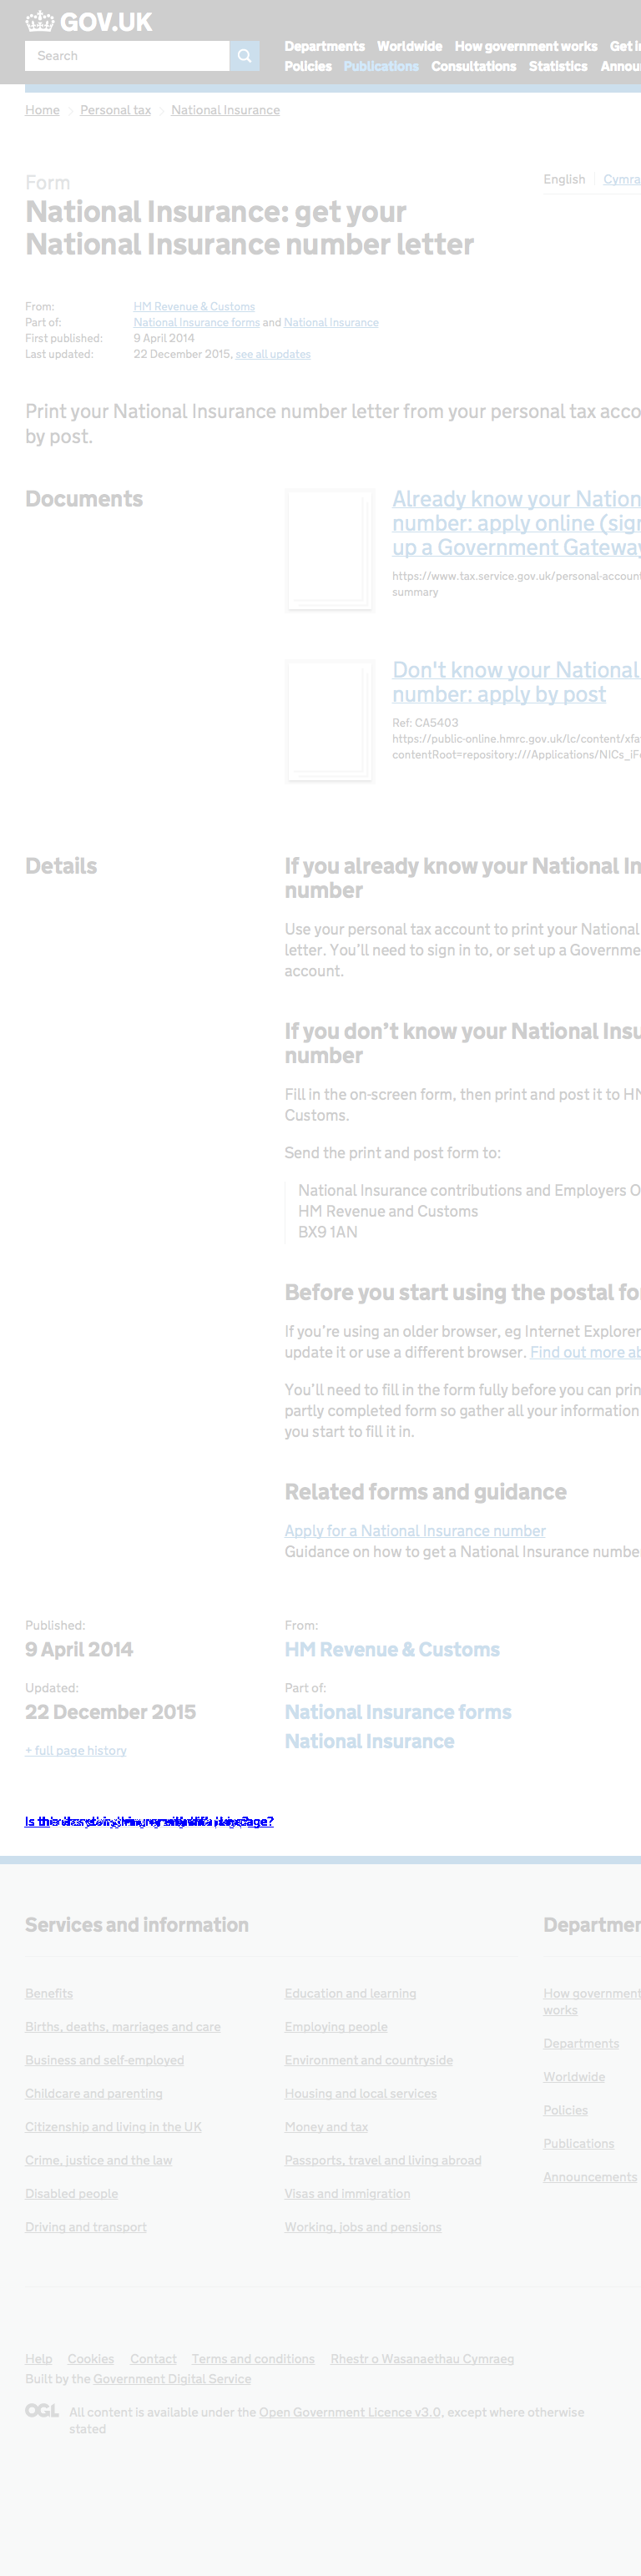 GOV.UK
Search
Departments Worldwide How government works Get i
Policies Publications Consultations Statistics Annou
Home Personal tax National Insurance
Form
English Cymra
National Insurance: get your
National Insurance number letter
From: HM Revenue & Customs
Part of: National Insurance forms and National Insurance
First published: 9 April 2014
Last updated: 22 December 2015, see all updates
Print your National Insurance number letter from your personal tax acco
by post.
Documents
Already know your Nation
number: apply online (sign
up a Government Gateway
https://www.tax.service.gov.uk/personal-account
summary
Don't know your National
number: apply by post
Ref: CA5403
https://public-online.hmrc.gov.uk/lc/content/xfa
contentRoot=repository:///Applications/NICs_iF
Details
If you already know your National In
number
Use your personal tax account to print your National
letter. You'll need to sign in to, or set up a Governme
account.
If you don't know your National Insu
number
Fill in the on-screen form, then print and post it to HM
Customs.
Send the print and post form to:
National Insurance contributions and Employers O
HM Revenue and Customs
BX9 1AN
Before you start using the postal fo
If you're using an older browser, eg Internet Explorer
update it or use a different browser. Find out more ab
You'll need to fill in the form fully before you can prin
partly completed form so gather all your information
you start to fill it in.
Related forms and guidance
Apply for a National Insurance number
Guidance on how to get a National Insurance numbe
Published:
9 April 2014
Updated:
22 December 2015
+ full page history
From:
HM Revenue & Customs
Part of:
National Insurance forms
National Insurance
Services and information
Benefits
Births, deaths, marriages and care
Business and self-employed
Childcare and parenting
Citizenship and living in the UK
Crime, justice and the law
Disabled people
Driving and transport
Education and learning
Employing people
Environment and countryside
Housing and local services
Money and tax
Passports, travel and living abroad
Visas and immigration
Working, jobs and pensions
Departmen
How government
works
Departments
Worldwide
Policies
Publications
Announcements
Help Cookies Contact Terms and conditions Rhestr o Wasanaethau Cymraeg
Built by the Government Digital Service
OGL All content is available under the Open Government Licence v3.0, except where otherwise
stated